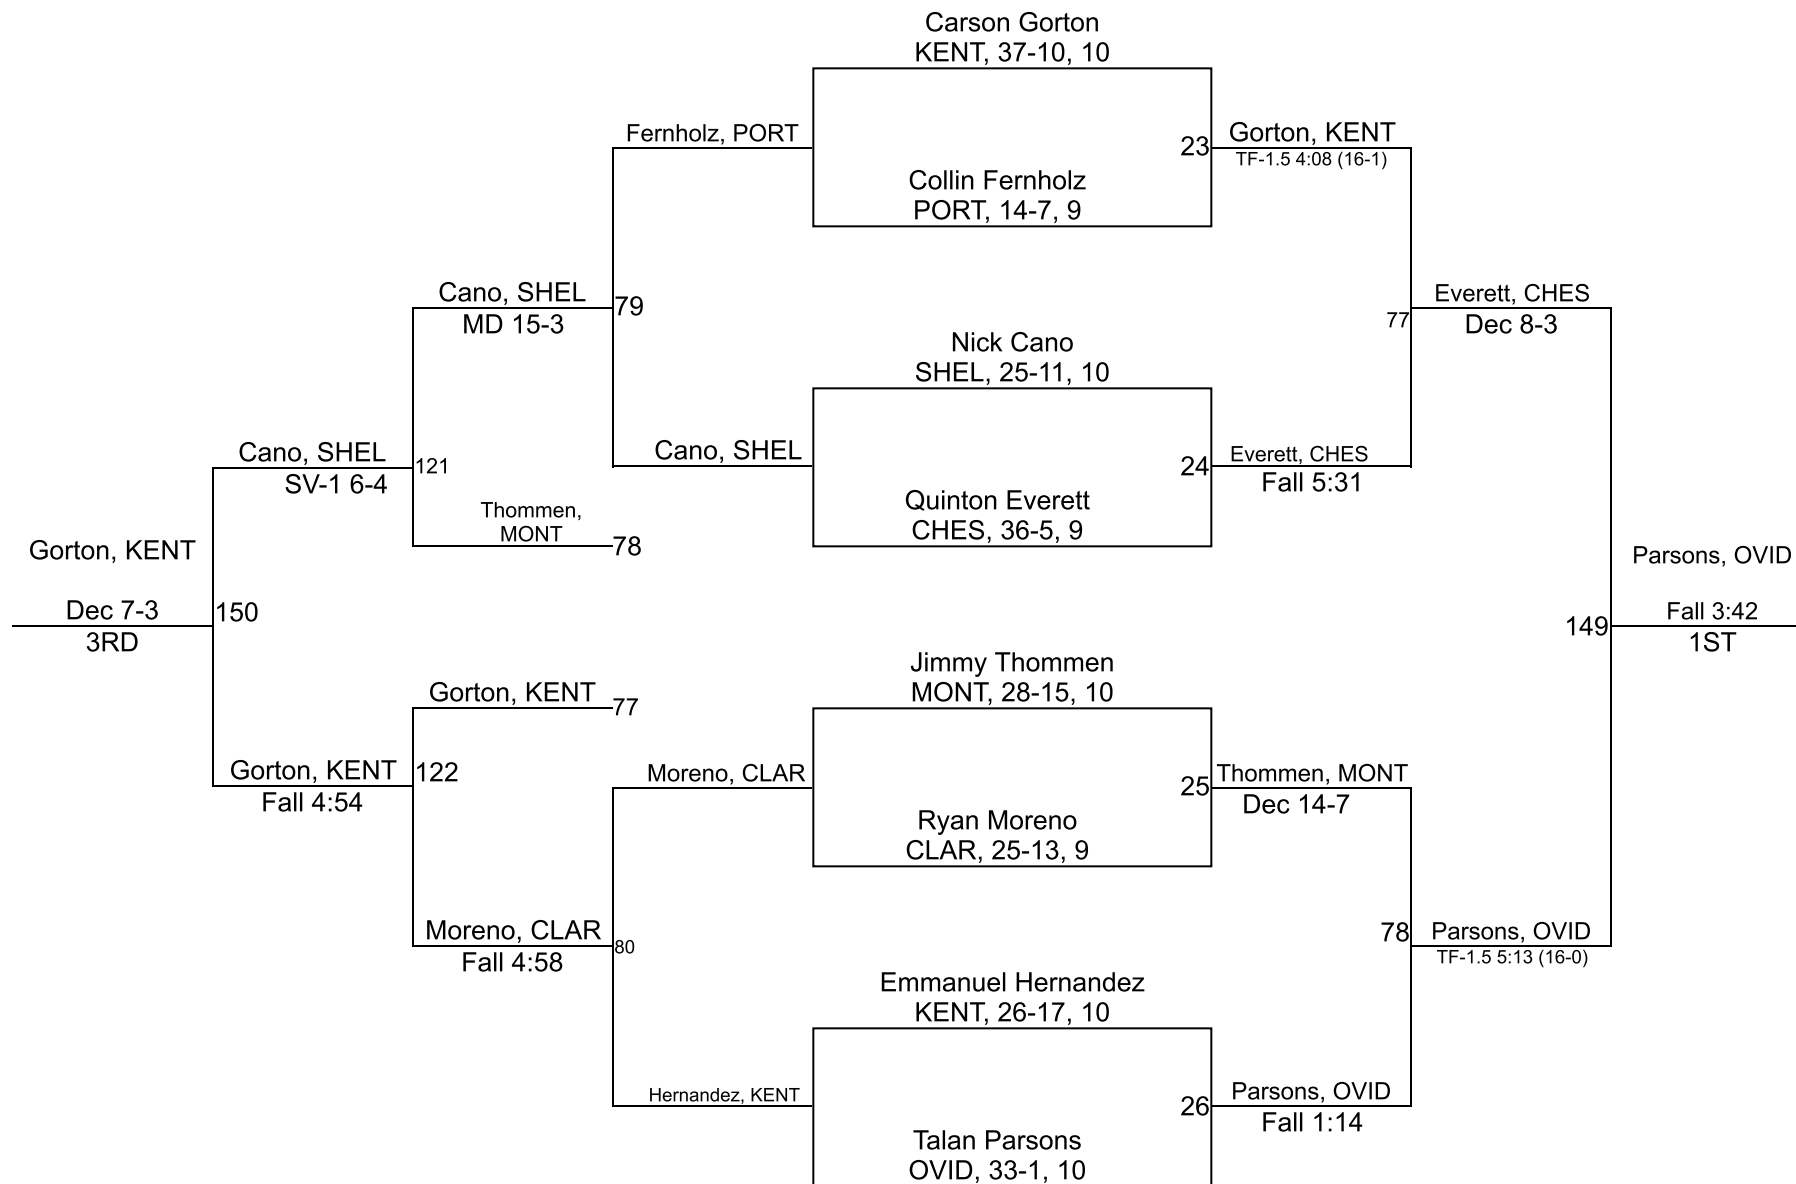 Carson Gorton
KENT, 37-10, 10
Fernholz, PORT
23
Gorton, KENT
TF-1.5 4:08 (16-1)
Collin Fernholz
PORT, 14-7, 9
Cano, SHEL
MD 15-3
79
77
Everett, CHES
Dec 8-3
Nick Cano
SHEL, 25-11, 10
Cano, SHEL
SV-1 6-4
121
Cano, SHEL
24
Everett, CHES
Fall 5:31
Quinton Everett
CHES, 36-5, 9
Thommen,
MONT
78
Gorton, KENT
Dec 7-3
3RD
150
Parsons, OVID
149
Fall 3:42
1ST
Jimmy Thommen
MONT, 28-15, 10
Gorton, KENT
77
Gorton, KENT
Fall 4:54
122
Moreno, CLAR
25
Thommen, MONT
Dec 14-7
Ryan Moreno
CLAR, 25-13, 9
Moreno, CLAR
Fall 4:58
80
78
Parsons, OVID
TF-1.5 5:13 (16-0)
Emmanuel Hernandez
KENT, 26-17, 10
Hernandez, KENT
26
Parsons, OVID
Fall 1:14
Talan Parsons
OVID, 33-1, 10